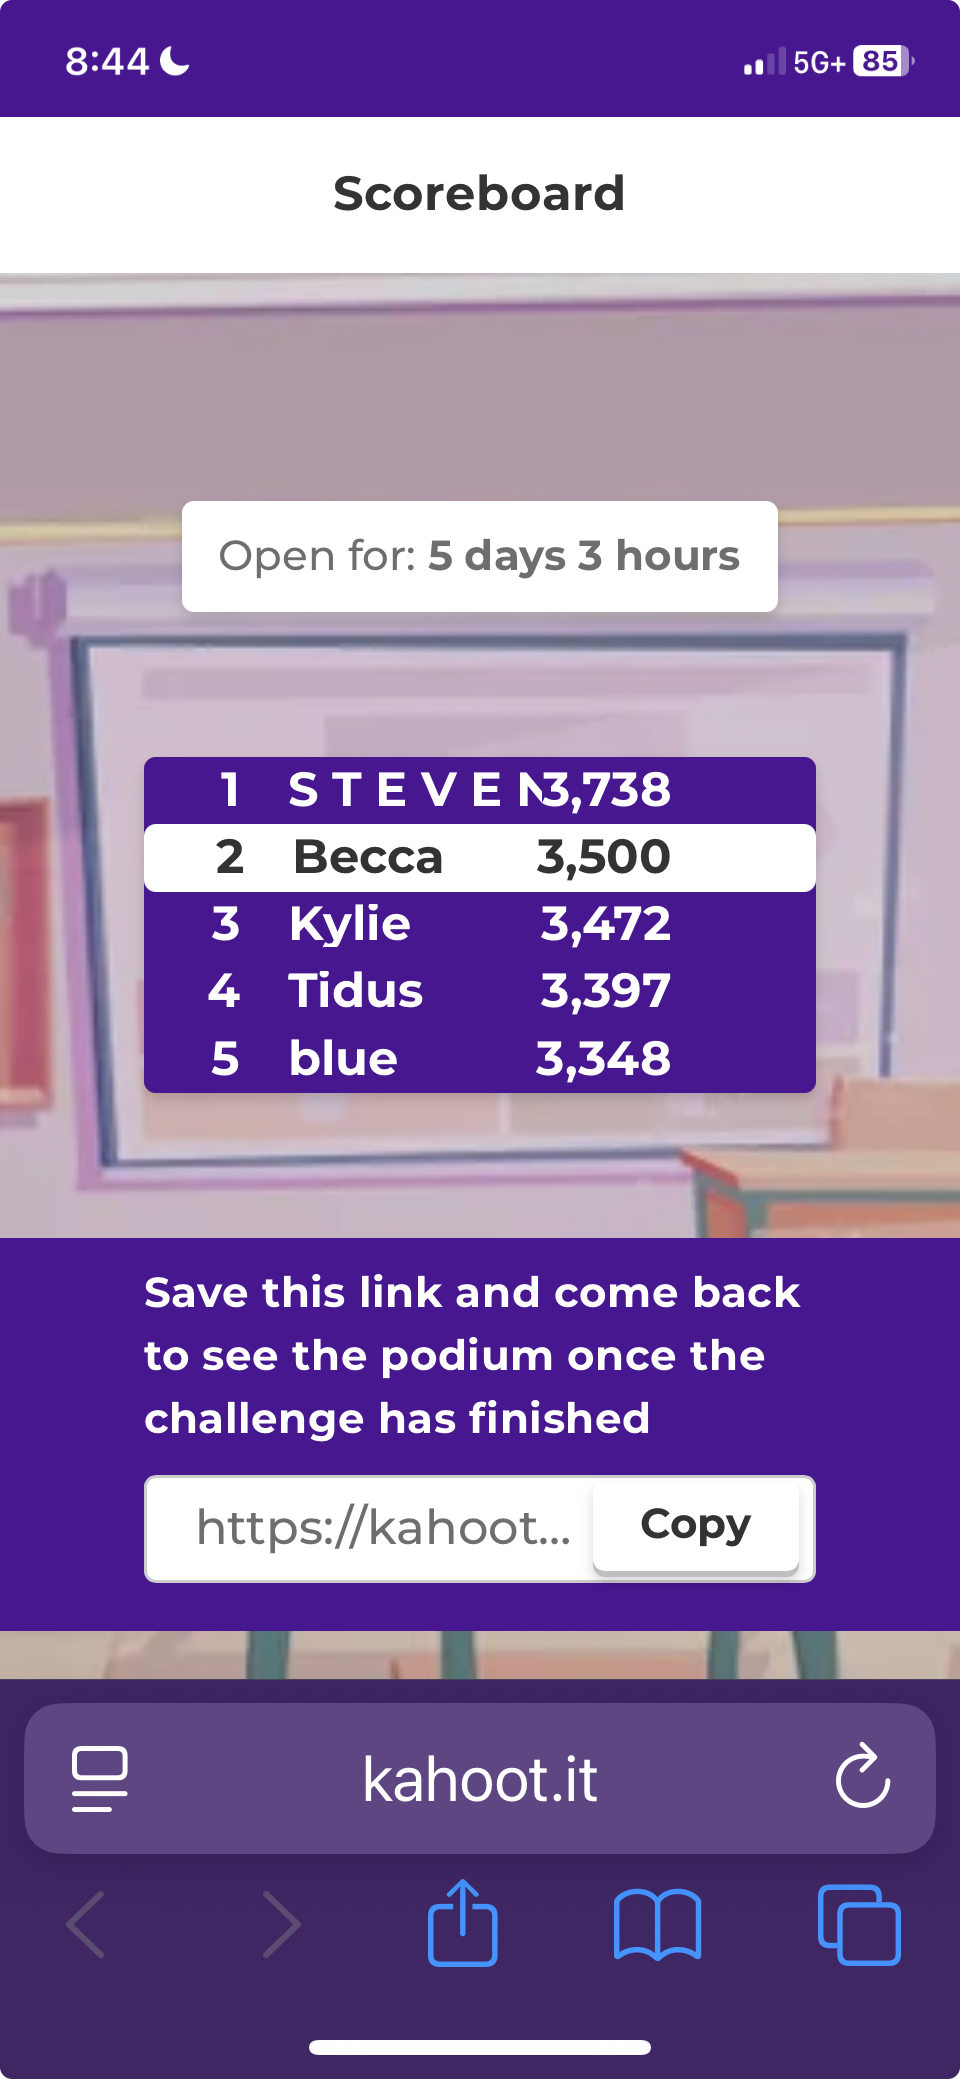 8:44 5G+ 85
Scoreboard
Open for: 5 days 3 hours
1 S T E V E N 3,738
2 Becca 3,500
3 Kylie 3,472
4 Tidus 3,397
5 blue 3,348
Save this link and come back
to see the podium once the
challenge has finished
https://kahoot... Copy
kahoot.it